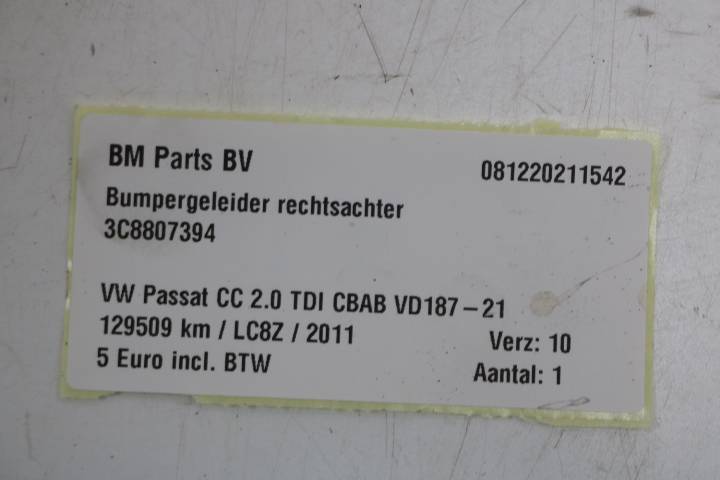 BM Parts BV 081220211542
Bumpergeleider rechtsachter
3C8807394
VW Passat CC 2.0 TDI CBAB VD187-21
129509 km / LC8Z / 2011 Verz: 10
5 Euro incl. BTW Aantal: 1